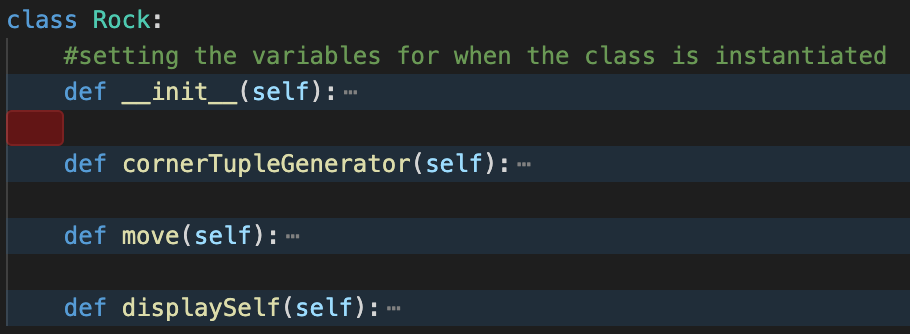 class Rock:
    #setting the variables for when the class is instantiated
    def __init__(self):⋯
    def cornerTupleGenerator(self):⋯
    def move(self):⋯
    def displaySelf(self):⋯